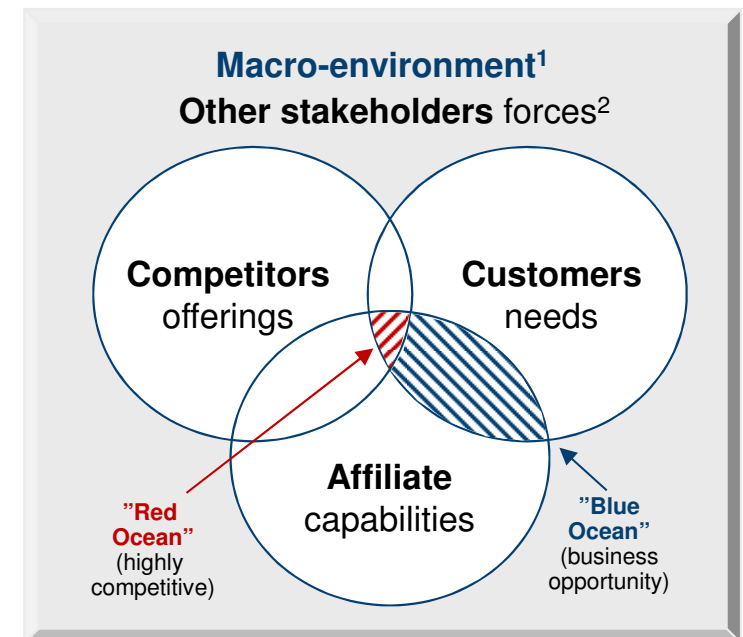 Macro-environment¹
Other stakeholders forces²
Competitors
offerings
Customers
needs
Affiliate
capabilities
”Red
Ocean”
(highly
competitive)
”Blue
Ocean”
(business
opportunity)